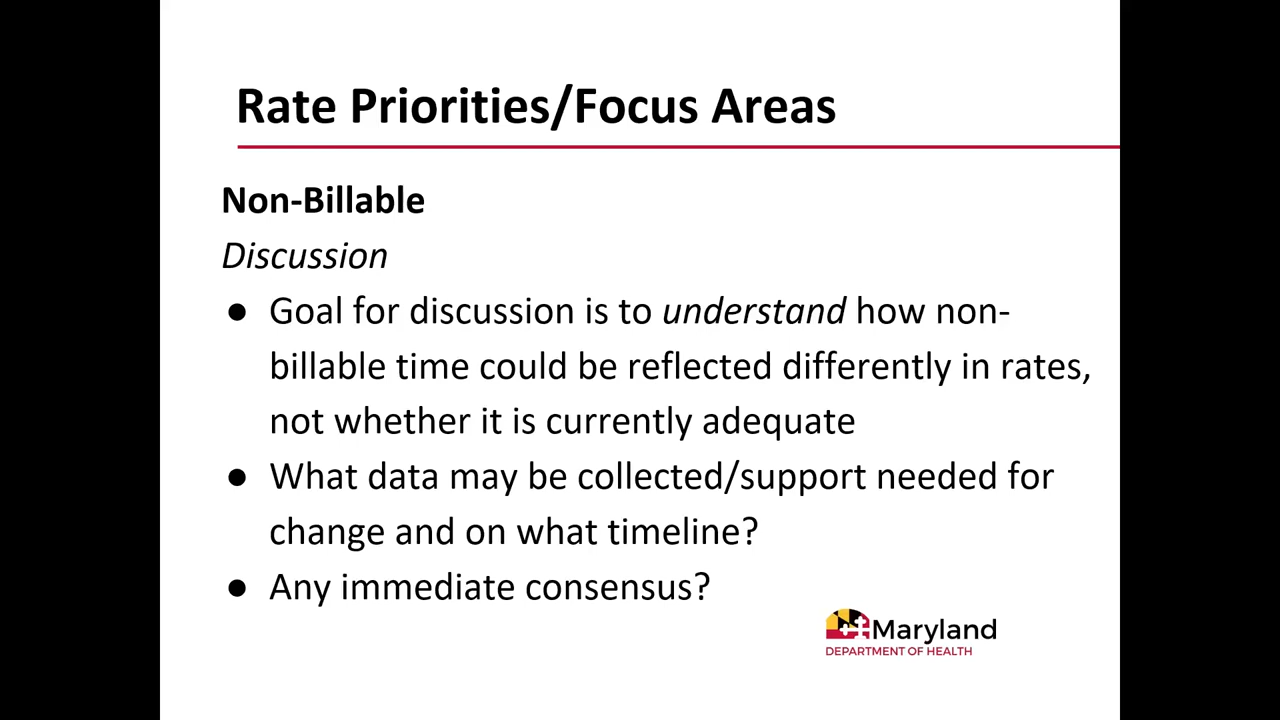 Rate Priorities/Focus Areas
Non-Billable
Discussion
● Goal for discussion is to understand how non-
billable time could be reflected differently in rates,
not whether it is currently adequate
● What data may be collected/support needed for
change and on what timeline?
● Any immediate consensus?
Maryland
DEPARTMENT OF HEALTH